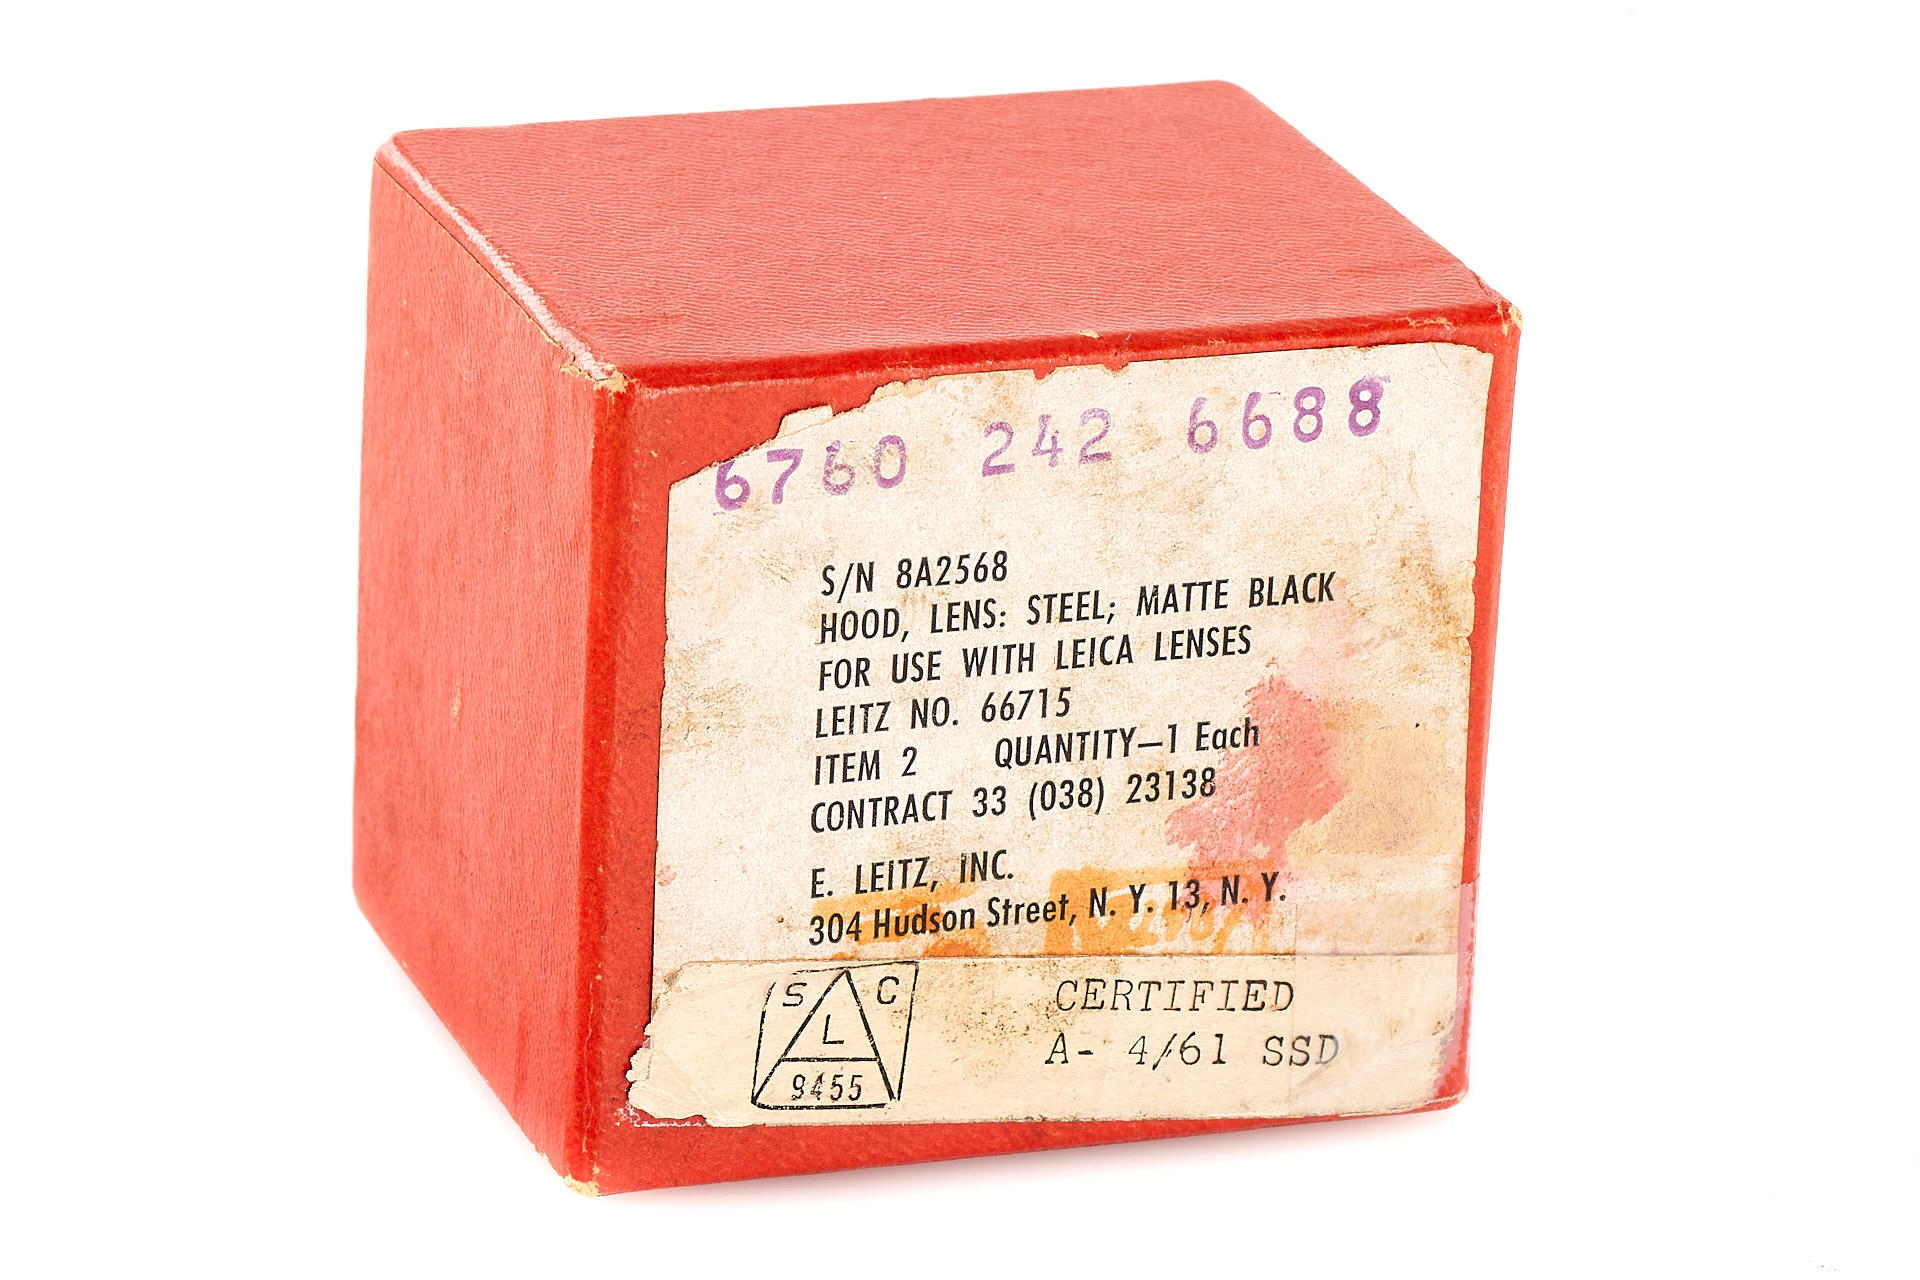 6760 242 6688
S/N 8A2568
HOOD, LENS: STEEL; MATTE BLACK
FOR USE WITH LEICA LENSES
LEITZ NO. 66715
ITEM 2 QUANTITY—1 Each
CONTRACT 33 (038) 23138
E. LEITZ, INC.
304 Hudson Street, N. Y. 13, N. Y.
S C
L
9455
CERTIFIED
A- 4/61 SSD